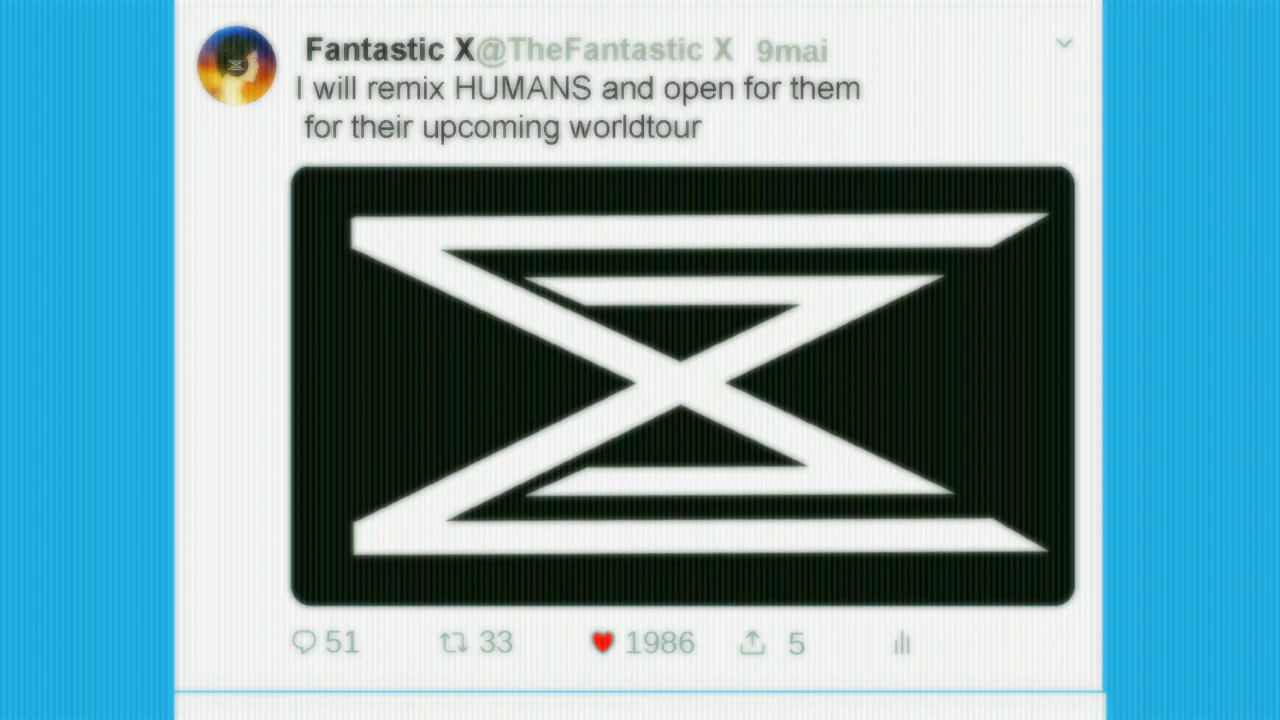 Fantastic X@TheFantastic X 9mai
I will remix HUMANS and open for them
for their upcoming worldtour
51 33 1986 5